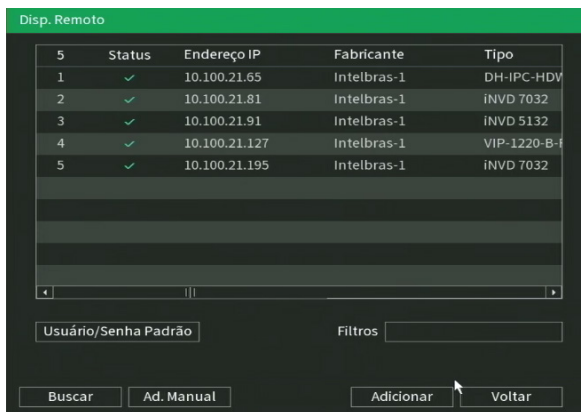 Disp. Remoto
5 Status Endereço IP Fabricante Tipo
1 10.100.21.65 Intelbras-1 DH-IPC-HDW
2 10.100.21.81 Intelbras-1 iNVD 7032
3 10.100.21.91 Intelbras-1 iNVD 5132
4 10.100.21.127 Intelbras-1 VIP-1220-B-F
5 10.100.21.195 Intelbras-1 iNVD 7032
Usuário/Senha Padrão Filtros
Buscar Ad. Manual Adicionar Voltar